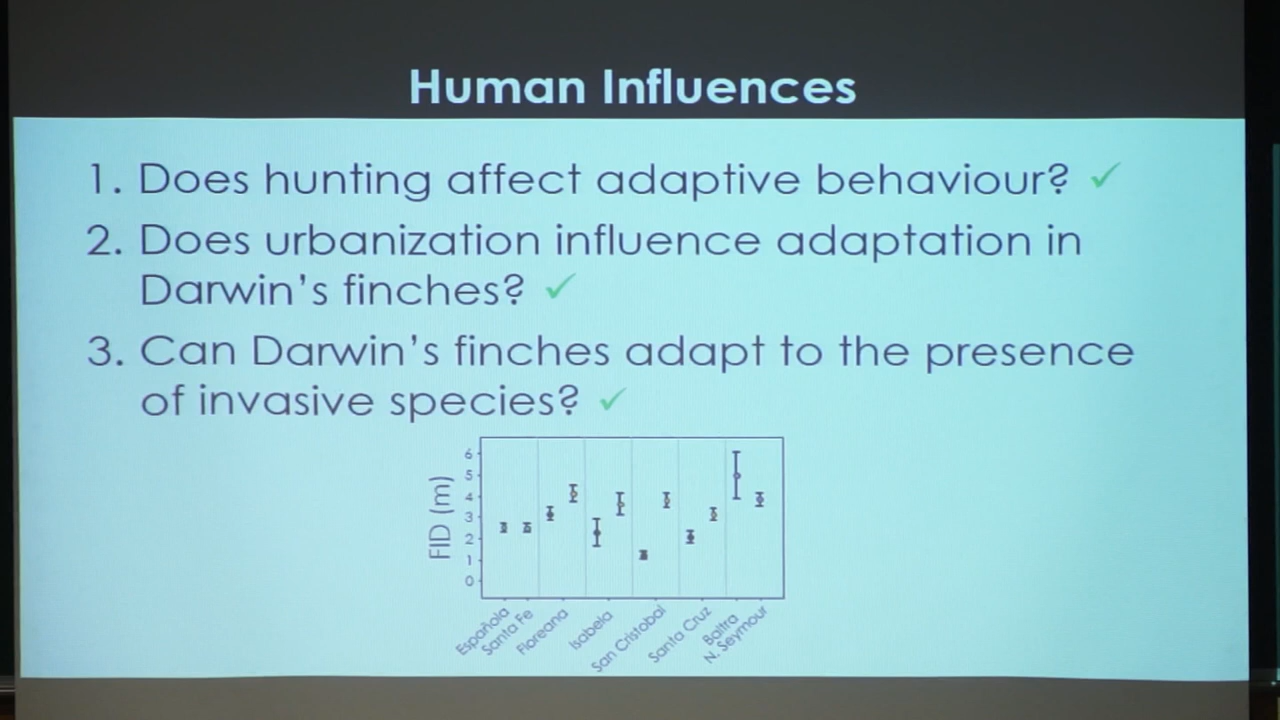 Human Influences
1. Does hunting affect adaptive behaviour? ✓
2. Does urbanization influence adaptation in
Darwin's finches? ✓
3. Can Darwin's finches adapt to the presence
of invasive species? ✓
FID (m)
6
5
4
3
2
1
0
Española
Santa Fe
Floreana
Isabela
San Cristobal
Santa Cruz
Baltra
N. Seymour